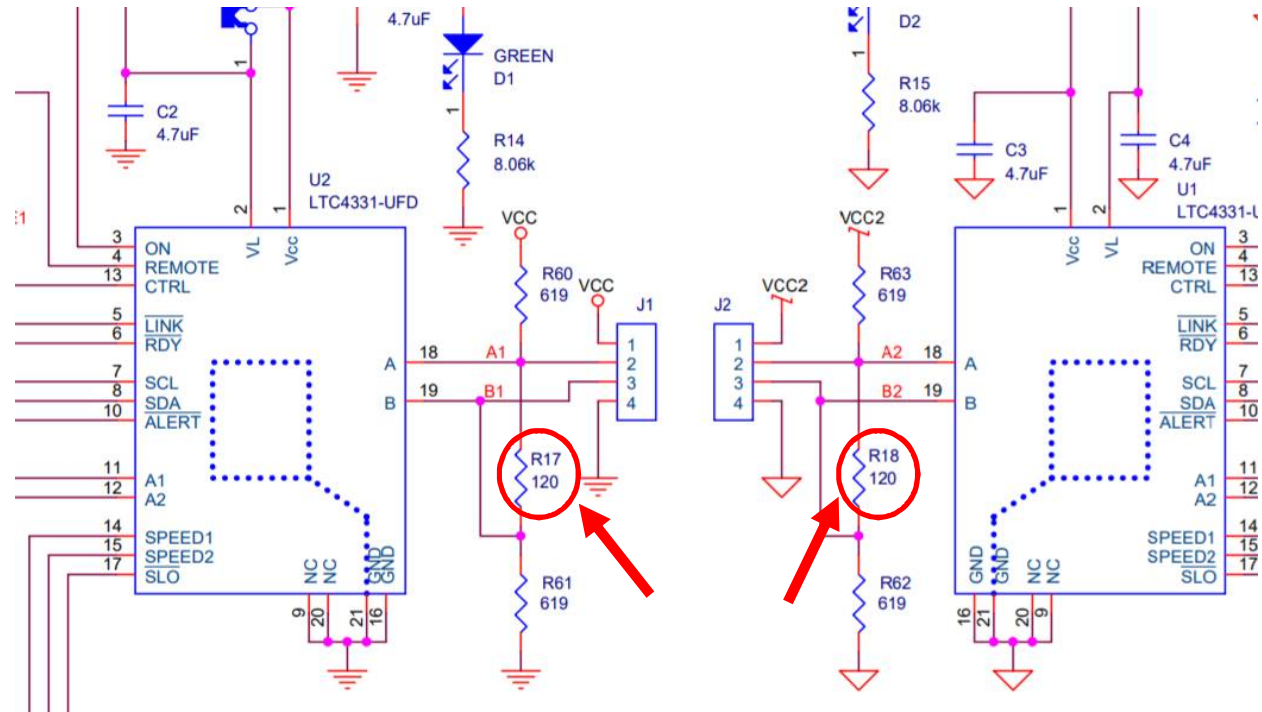 4.7uF
D2
GREEN
D1
1
1
1
C2
4.7uF
R14
8.06k
R15
8.06k
C3
4.7uF
C4
4.7uF
U2
LTC4331-UFD
U1
2
1
VCC
VCC2
1
2
3
ON
4
REMOTE
13
CTRL
5
LINK
6
RDY
7
SCL
8
SDA
10
ALERT
11
A1
12
A2
14
SPEED1
15
SPEED2
17
SLO
VL
Vcc
A
18
A1
B
19
B1
NC
NC
GND
GND
9
20
21
16
R60
619
VCC
J1
1
2
3
4
R17
120
R61
619
VCC2
J2
1
2
3
4
R63
619
R18
120
R62
619
A2
18
A
B2
19
B
Vcc
VL
ON
3
REMOTE
4
CTRL
13
LINK
5
RDY
6
SCL
7
SDA
8
ALERT
10
A1
11
A2
12
SPEED1
14
SPEED2
15
SLO
17
GND
GND
NC
NC
16
21
20
9